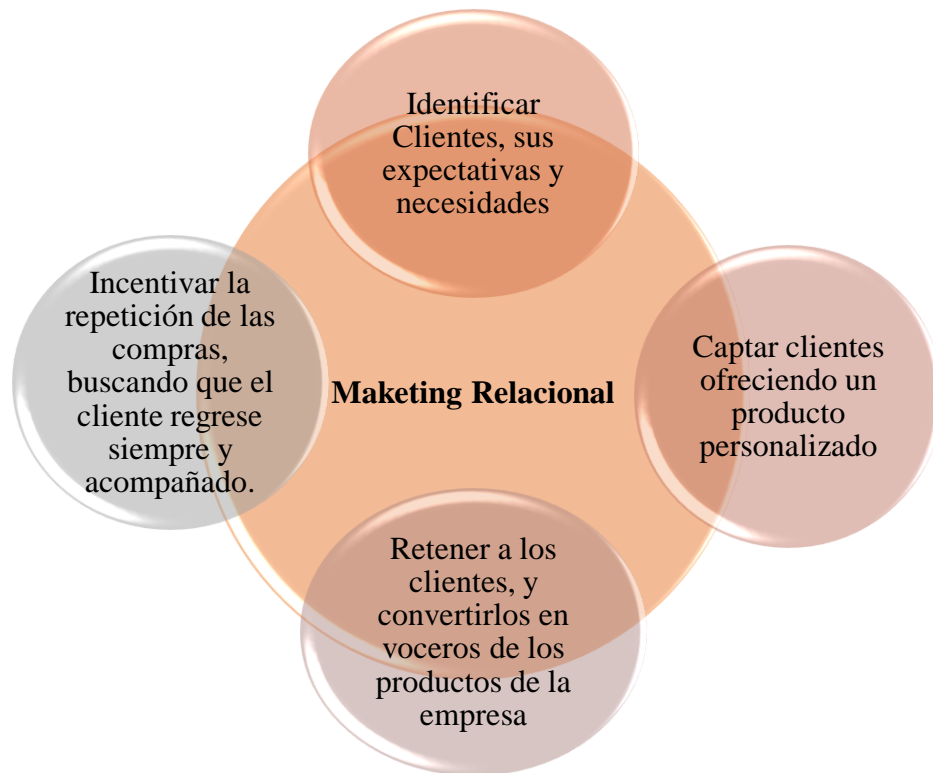 Identificar
Clientes, sus
expectativas y
necesidades
Incentivar la
repetición de las
compras,
buscando que el
cliente regrese
siempre y
acompañado.
Maketing Relacional
Captar clientes
ofreciendo un
producto
personalizado
Retener a los
clientes, y
convertirlos en
voceros de los
productos de la
empresa